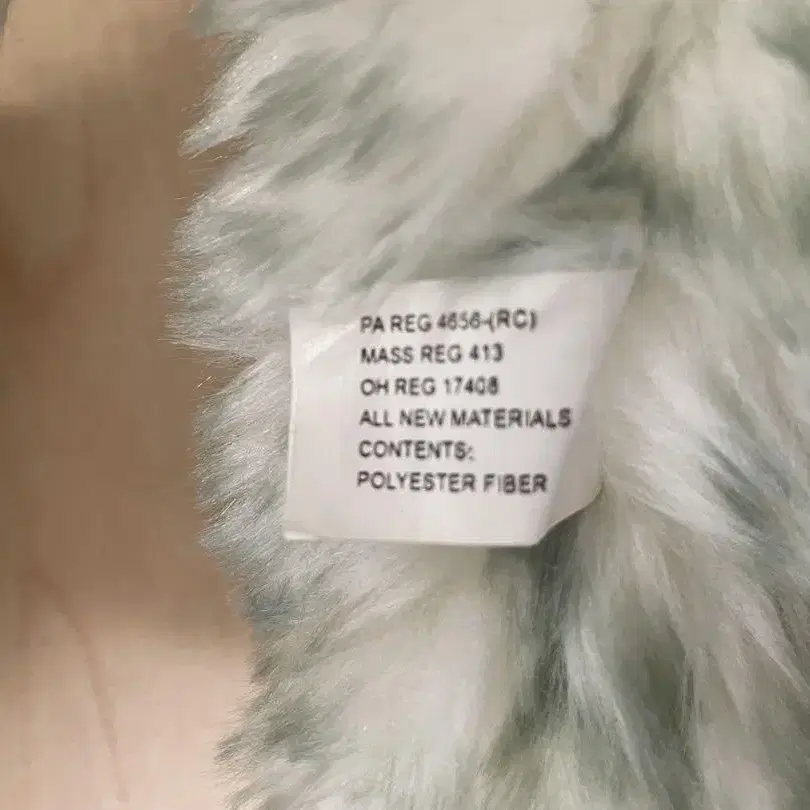 PA REG 4656-(RC)
MASS REG 413
OH REG 17408
ALL NEW MATERIALS
CONTENTS:
POLYESTER FIBER